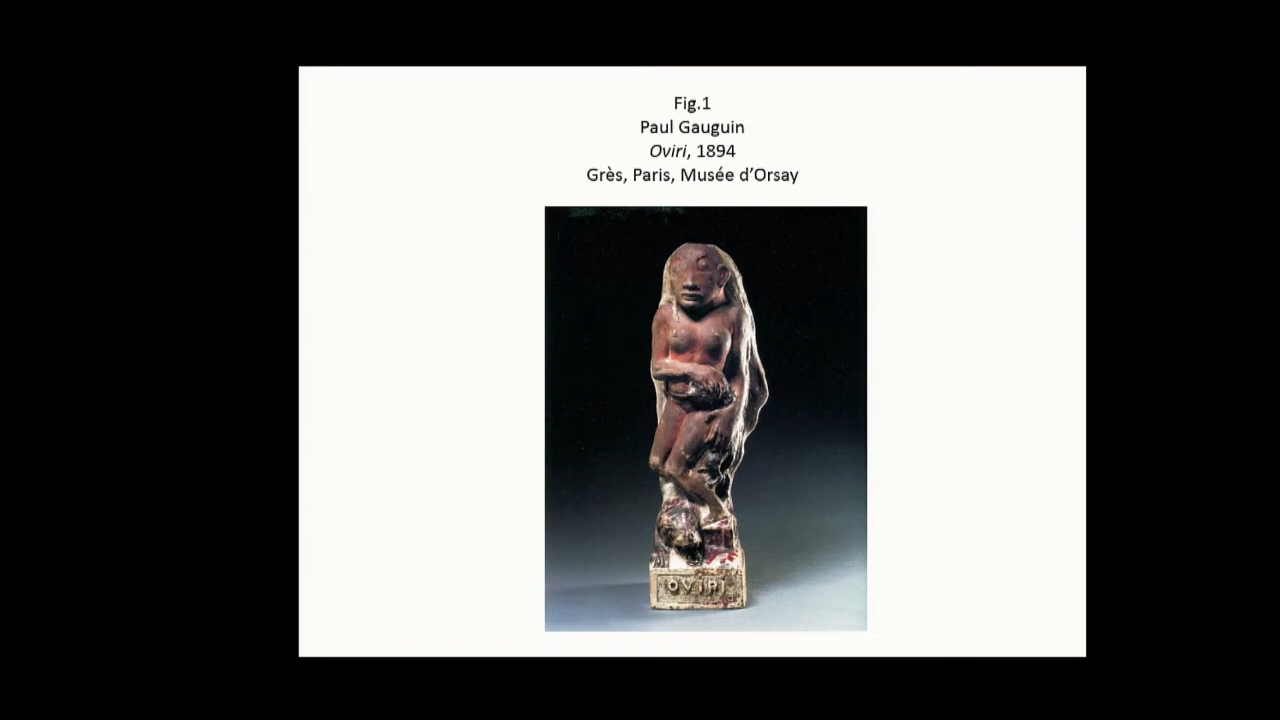 Fig.1
Paul Gauguin
Oviri, 1894
Grès, Paris, Musée d’Orsay
OVIRI